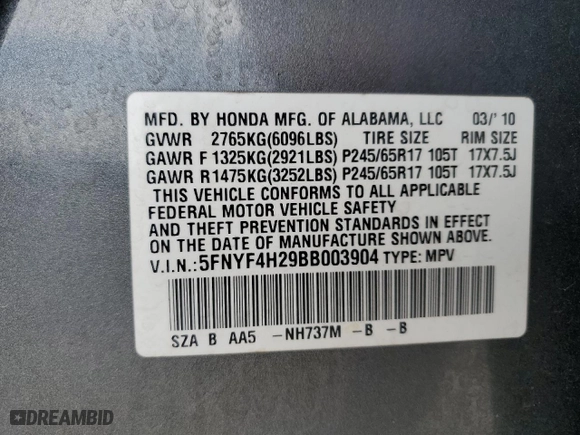 MFD. BY HONDA MFG. OF ALABAMA, LLC 03/'10
GVWR 2765KG(6096LBS) TIRE SIZE RIM SIZE
GAWR F 1325KG(2921LBS) P245/65R17 105T 17X7.5J
GAWR R 1475KG(3252LBS) P245/65R17 105T 17X7.5J
THIS VEHICLE CONFORMS TO ALL APPLICABLE
FEDERAL MOTOR VEHICLE SAFETY
AND THEFT PREVENTION STANDARDS IN EFFECT
ON THE DATE OF MANUFACTURE SHOWN ABOVE.
V.I.N.: 5FNYF4H29BB003904 TYPE: MPV
SZA B AA5 -NH737M -B -B
DREAMBID